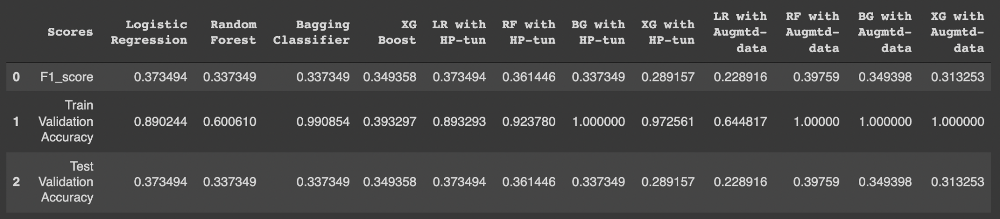 Scores Logistic Regression Random Forest Bagging Classifier XG Boost LR with HP-tun RF with HP-tun BG with HP-tun XG with HP-tun LR with Augmtd-data RF with Augmtd-data BG with Augmtd-data XG with Augmtd-data
0 F1_score 0.373494 0.337349 0.337349 0.349358 0.373494 0.361446 0.337349 0.289157 0.228916 0.39759 0.349398 0.313253
1 Train Validation Accuracy 0.890244 0.600610 0.990854 0.393297 0.893293 0.923780 1.000000 0.972561 0.644817 1.00000 1.000000 1.000000
2 Test Validation Accuracy 0.373494 0.337349 0.337349 0.349358 0.373494 0.361446 0.337349 0.289157 0.228916 0.39759 0.349398 0.313253